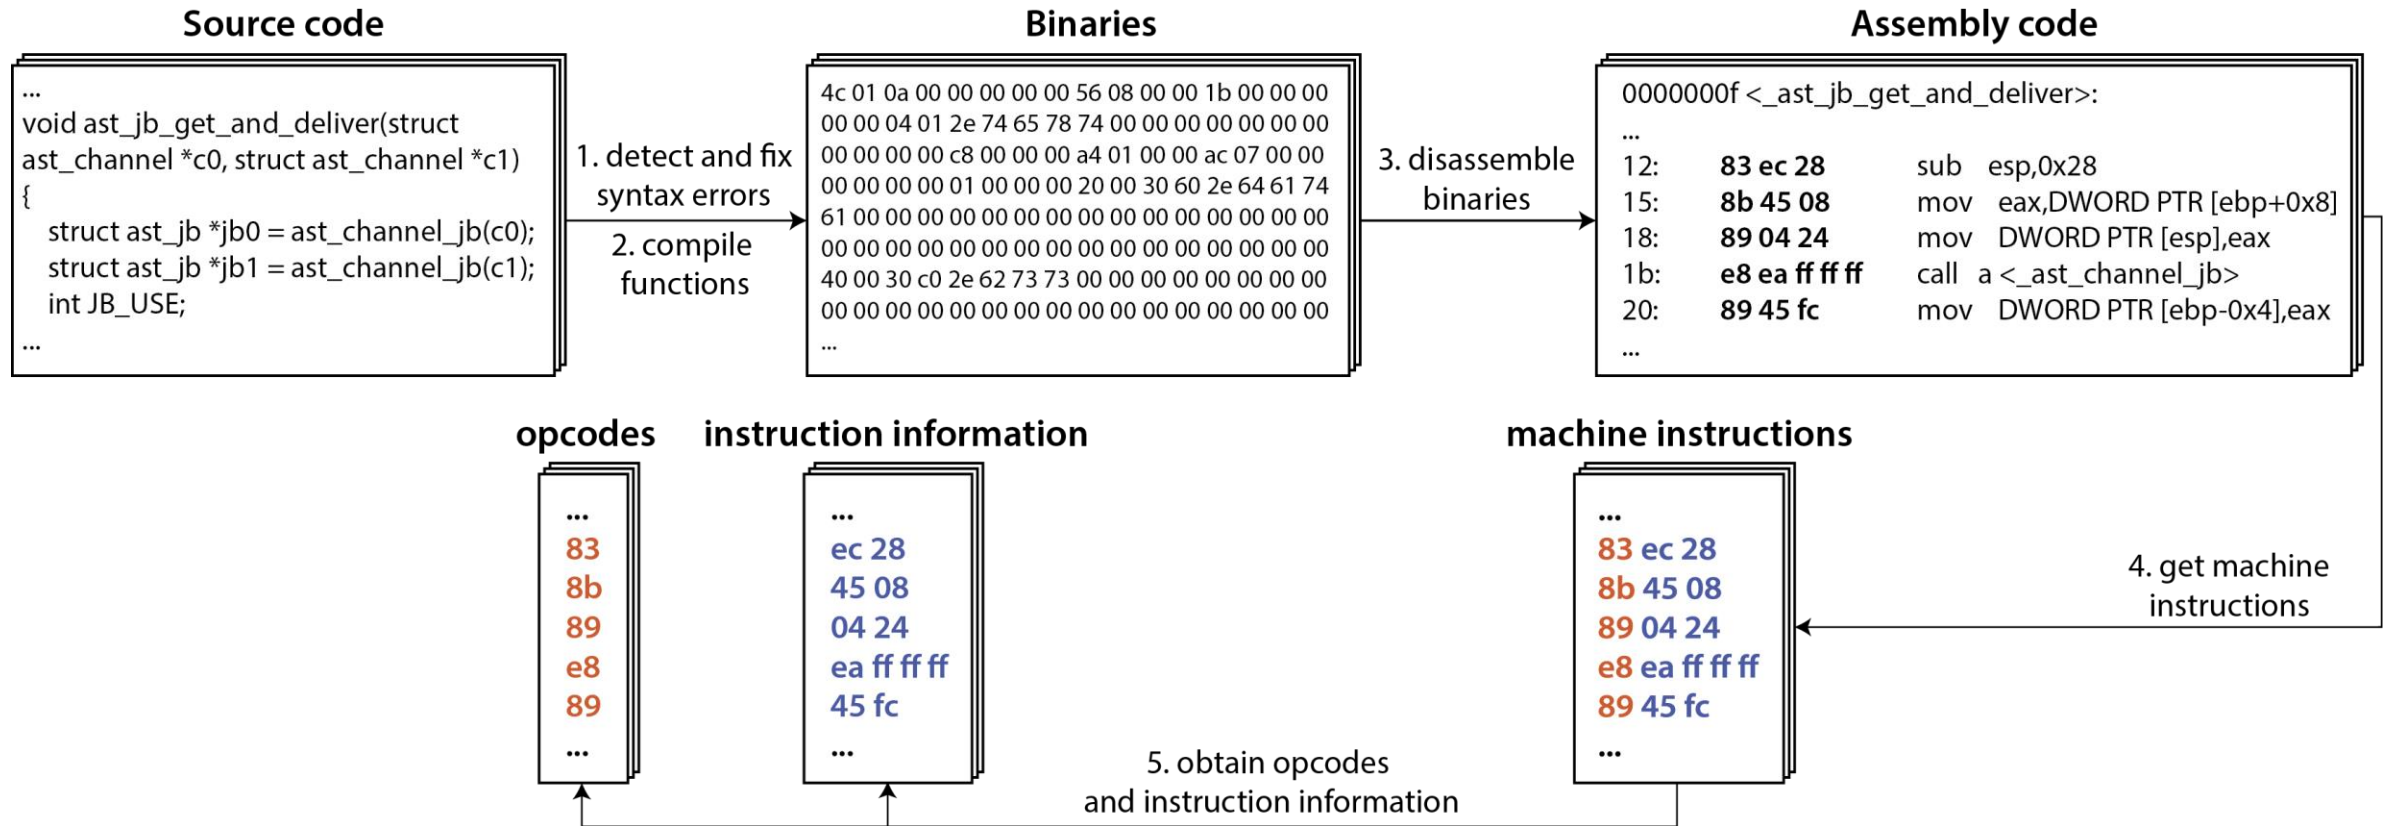 Source code
...
void ast_jb_get_and_deliver(struct
ast_channel *c0, struct ast_channel *c1)
{
struct ast_jb *jb0 = ast_channel_jb(c0);
struct ast_jb *jb1 = ast_channel_jb(c1);
int JB_USE;
...
1. detect and fix
syntax errors
2. compile
functions
Binaries
4c 01 0a 00 00 00 00 00 56 08 00 00 1b 00 00 00
00 00 04 01 2e 74 65 78 74 00 00 00 00 00 00 00
00 00 00 00 c8 00 00 00 a4 01 00 00 ac 07 00 00
00 00 00 00 01 00 00 00 20 00 30 60 2e 64 61 74
61 00 00 00 00 00 00 00 00 00 00 00 00 00 00 00
00 00 00 00 00 00 00 00 00 00 00 00 00 00 00 00
40 00 30 c0 2e 62 73 73 00 00 00 00 00 00 00 00
00 00 00 00 00 00 00 00 00 00 00 00 00 00 00 00
...
3. disassemble
binaries
Assembly code
0000000f <_ast_jb_get_and_deliver>:
...
12: 83 ec 28 sub esp,0x28
15: 8b 45 08 mov eax,DWORD PTR [ebp+0x8]
18: 89 04 24 mov DWORD PTR [esp],eax
1b: e8 ea ff ff ff call a <_ast_channel_jb>
20: 89 45 fc mov DWORD PTR [ebp-0x4],eax
...
4. get machine
instructions
machine instructions
...
83 ec 28
8b 45 08
89 04 24
e8 ea ff ff ff
89 45 fc
...
5. obtain opcodes
and instruction information
instruction information
...
ec 28
45 08
04 24
ea ff ff ff
45 fc
...
opcodes
...
83
8b
89
e8
89
...